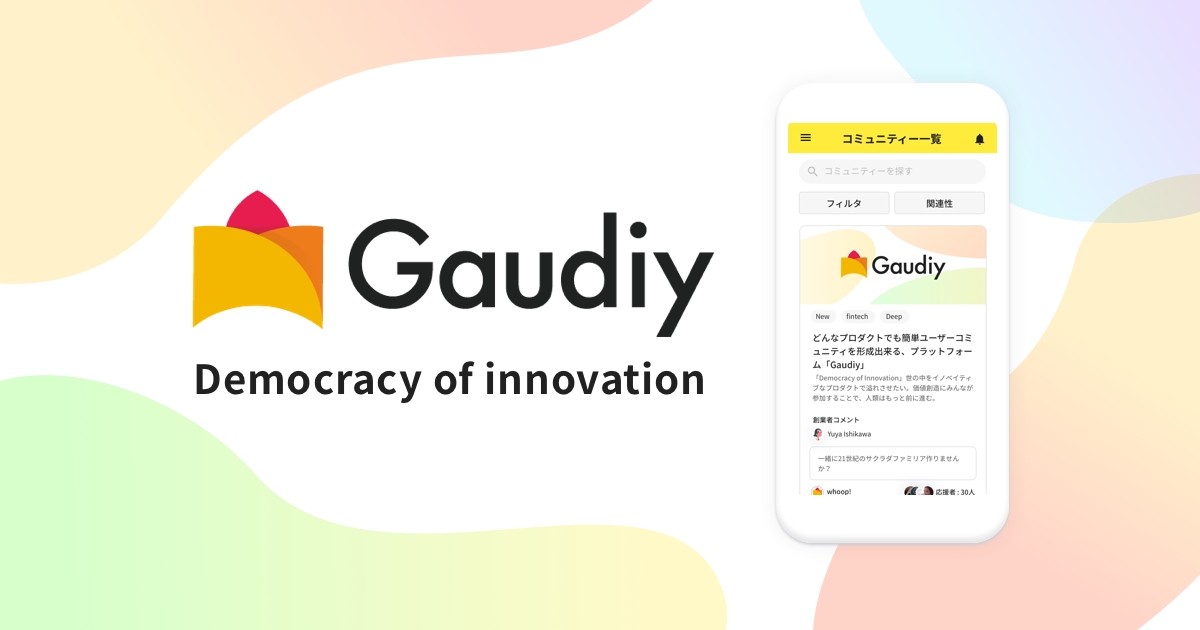 Gaudiy
Democracy of innovation
コミュニティー一覧
コミュニティーを探す
フィルタ
関連性
Gaudiy
New
fintech
Deep
どんなプロダクトでも簡単ユーザーコミ
ュニティを形成出来る、プラットフォー
ム「Gaudiy」
「Democracy of Innovation」世の中をイノベイティ
ブなプロダクトで溢れさせたい。価値創造にみんなが
参加することで、人類はもっと前に進む。
創業者コメント
Yuya Ishikawa
一緒に21世紀のサクラダファミリア作りません
か？
whoop!
応援者 : 30人